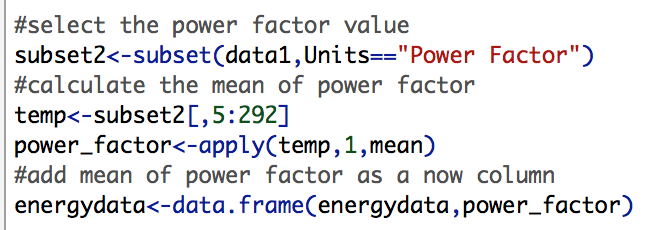 #select the power factor value
subset2<-subset(data1,Units=="Power Factor")
#calculate the mean of power factor
temp<-subset2[,5:292]
power_factor<-apply(temp,1,mean)
#add mean of power factor as a now column
energydata<-data.frame(energydata,power_factor)